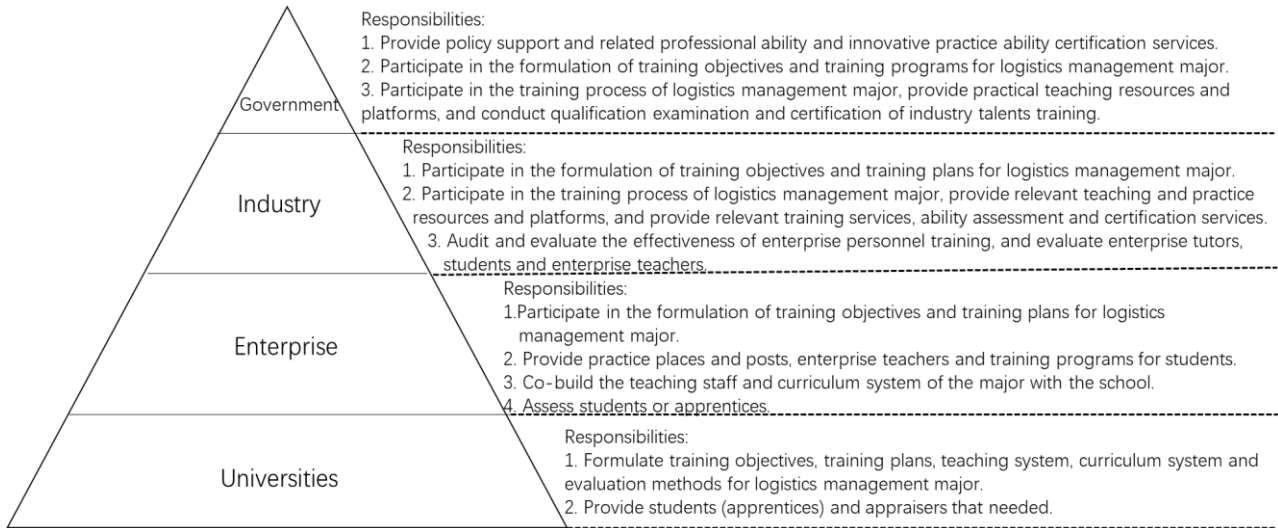 Responsibilities:
1. Provide policy support and related professional ability and innovative practice ability certification services.
2. Participate in the formulation of training objectives and training programs for logistics management major.
3. Participate in the training process of logistics management major, provide practical teaching resources and
platforms, and conduct qualification examination and certification of industry talents training.
Government
Responsibilities:
1. Participate in the formulation of training objectives and training plans for logistics management major.
2. Participate in the training process of logistics management major, provide relevant teaching and practice
resources and platforms, and provide relevant training services, ability assessment and certification services.
3. Audit and evaluate the effectiveness of enterprise personnel training, and evaluate enterprise tutors,
students and enterprise teachers.
Industry
Responsibilities:
1.Participate in the formulation of training objectives and training plans for logistics
management major.
2. Provide practice places and posts, enterprise teachers and training programs for students.
3. Co-build the teaching staff and curriculum system of the major with the school.
4. Assess students or apprentices.
Enterprise
Responsibilities:
1. Formulate training objectives, training plans, teaching system, curriculum system and
evaluation methods for logistics management major.
2. Provide students (apprentices) and appraisers that needed.
Universities